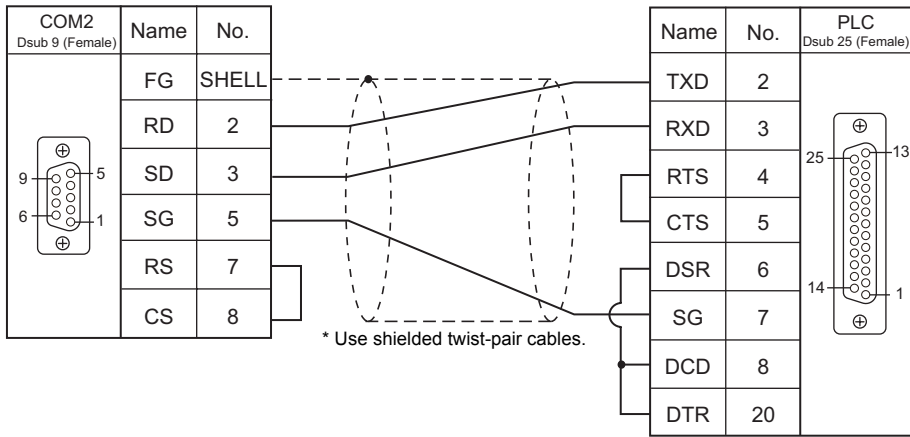 COM2
Dsub 9 (Female)
Name No.
FG SHELL
RD 2
SD 3
SG 5
RS 7
CS 8
9
5
6
1
* Use shielded twist-pair cables.
Name No.
PLC
Dsub 25 (Female)
TXD 2
RXD 3
RTS 4
CTS 5
DSR 6
SG 7
DCD 8
DTR 20
25
13
14
1